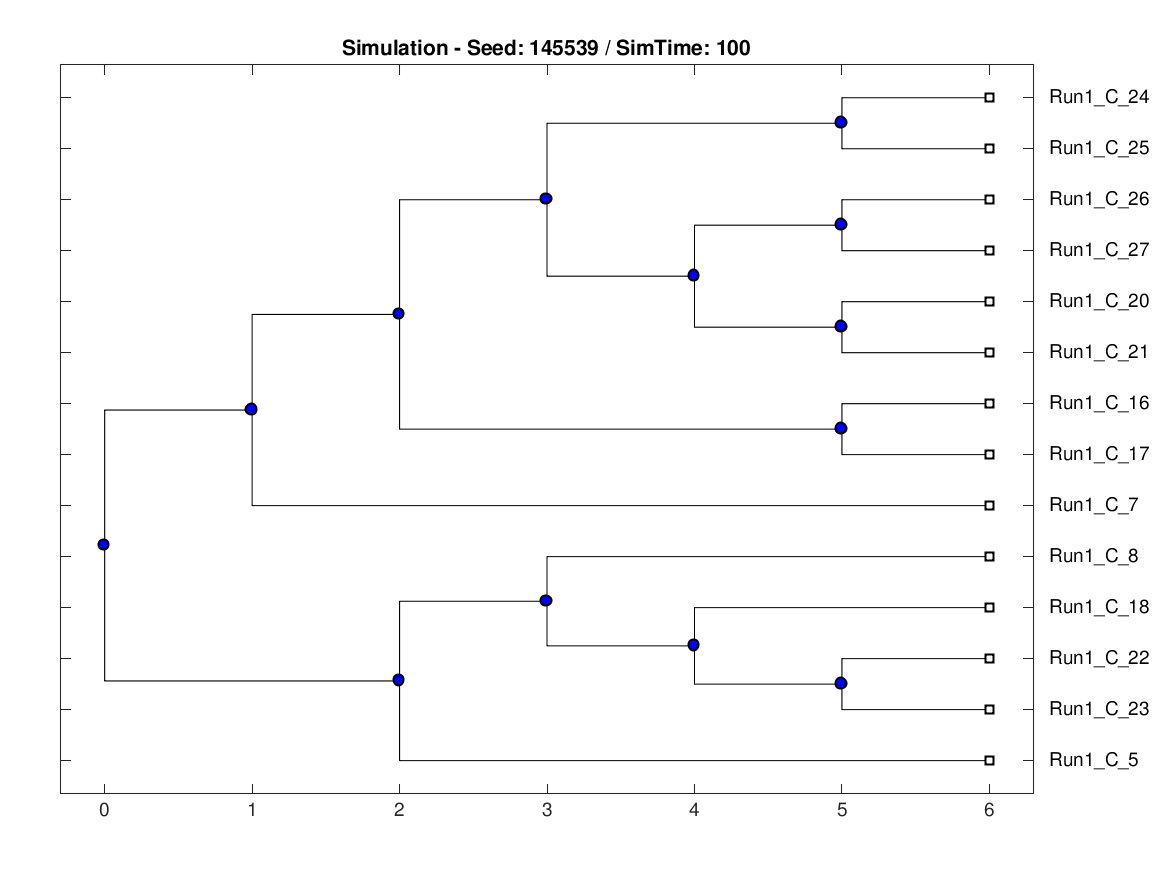 Simulation - Seed: 145539 / SimTime: 100
Run1_C_24
Run1_C_25
Run1_C_26
Run1_C_27
Run1_C_20
Run1_C_21
Run1_C_16
Run1_C_17
Run1_C_7
Run1_C_8
Run1_C_18
Run1_C_22
Run1_C_23
Run1_C_5
0 1 2 3 4 5 6